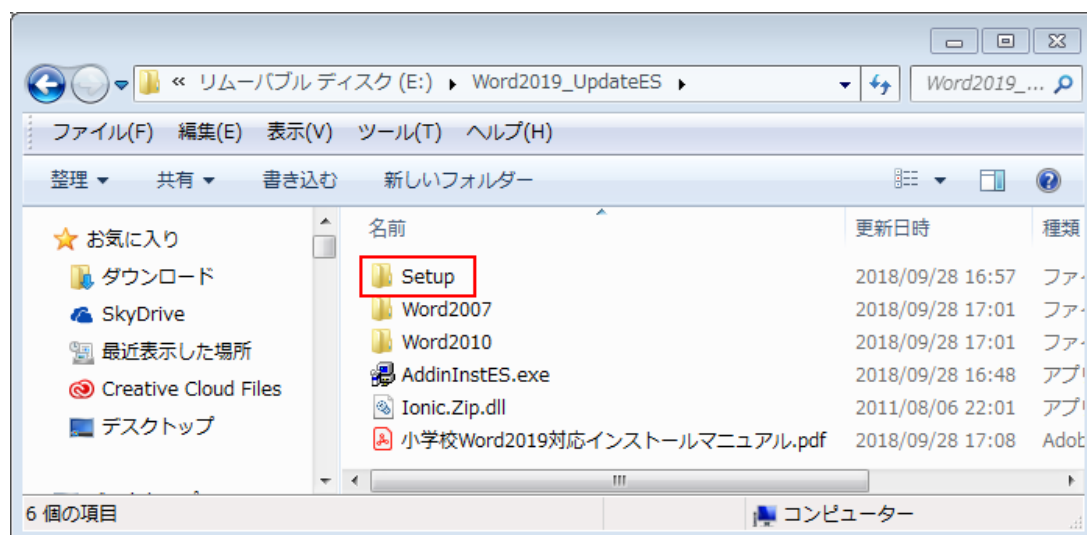 « リムーバブル ディスク (E:) ▸ Word2019_UpdateES ▸
Word2019_...
ファイル(F) 編集(E) 表示(V) ツール(T) ヘルプ(H)
整理 ▼ 共有 ▼ 書き込む 新しいフォルダー
お気に入り
ダウンロード
SkyDrive
最近表示した場所
Creative Cloud Files
デスクトップ
名前 更新日時 種類
Setup 2018/09/28 16:57 ファ
Word2007 2018/09/28 17:01 ファ
Word2010 2018/09/28 17:01 ファ
AddinInstES.exe 2018/09/28 16:48 アプ
Ionic.Zip.dll 2011/08/06 22:01 アプ
小学校Word2019対応インストールマニュアル.pdf 2018/09/28 17:08 Adob
6 個の項目
コンピューター